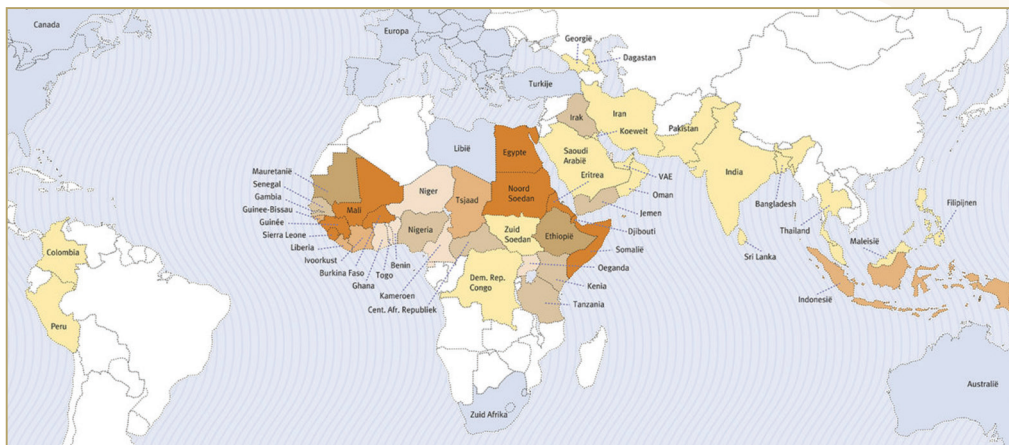 Canada
Europa
Georgië
Dagestan
Turkije
Irak
Iran
Koeweit
Pakistan
Libië
Egypte
Saoudi
Arabië
VAE
Eritrea
Oman
India
Jemen
Bangladesh
Filipijnen
Mauretanië
Senegal
Gambia
Guinee-Bissau
Guinée
Sierra Leone
Liberia
Ivoorkust
Burkina Faso
Ghana
Togo
Benin
Kameroen
Cent. Afr. Republiek
Mali
Niger
Tsjaad
Noord
Soedan
Nigeria
Zuid
Soedan
Ethiopië
Djibouti
Somalië
Oeganda
Kenia
Tanzania
Dem. Rep.
Congo
Thailand
Sri Lanka
Maleisië
Indonesië
Colombia
Peru
Zuid Afrika
Australië